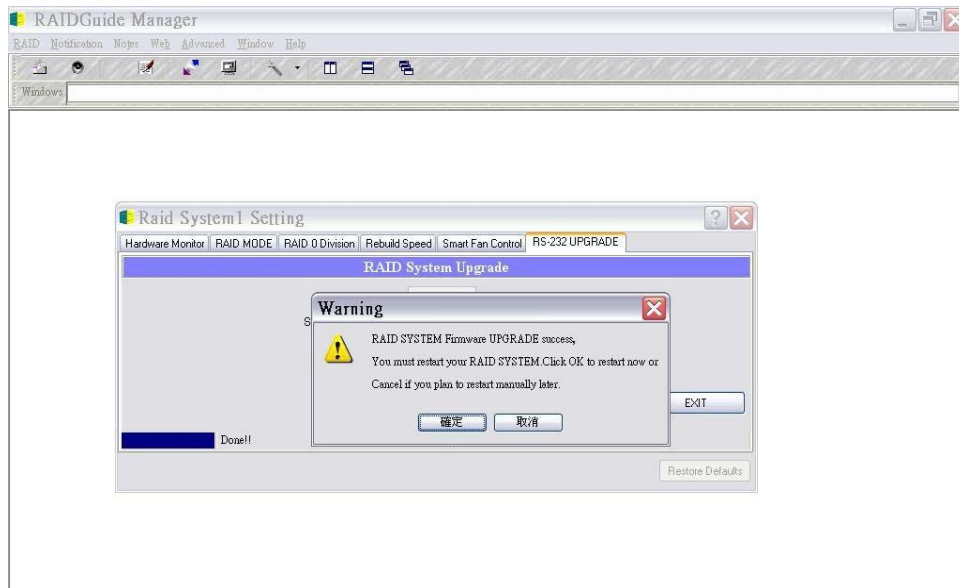 RAIDGuide Manager
RAID Notification Notes Web Advanced Window Help
Windows
Raid System1 Setting
Hardware Monitor RAID MODE RAID 0 Division Rebuild Speed Smart Fan Control RS-232 UPGRADE
RAID System Upgrade
Warning
S
RAID SYSTEM Firmware UPGRADE success,
You must restart your RAID SYSTEM.Click OK to restart now or
Cancel if you plan to restart manually later.
EXIT
確定 取消
Done!!
Restore Defaults